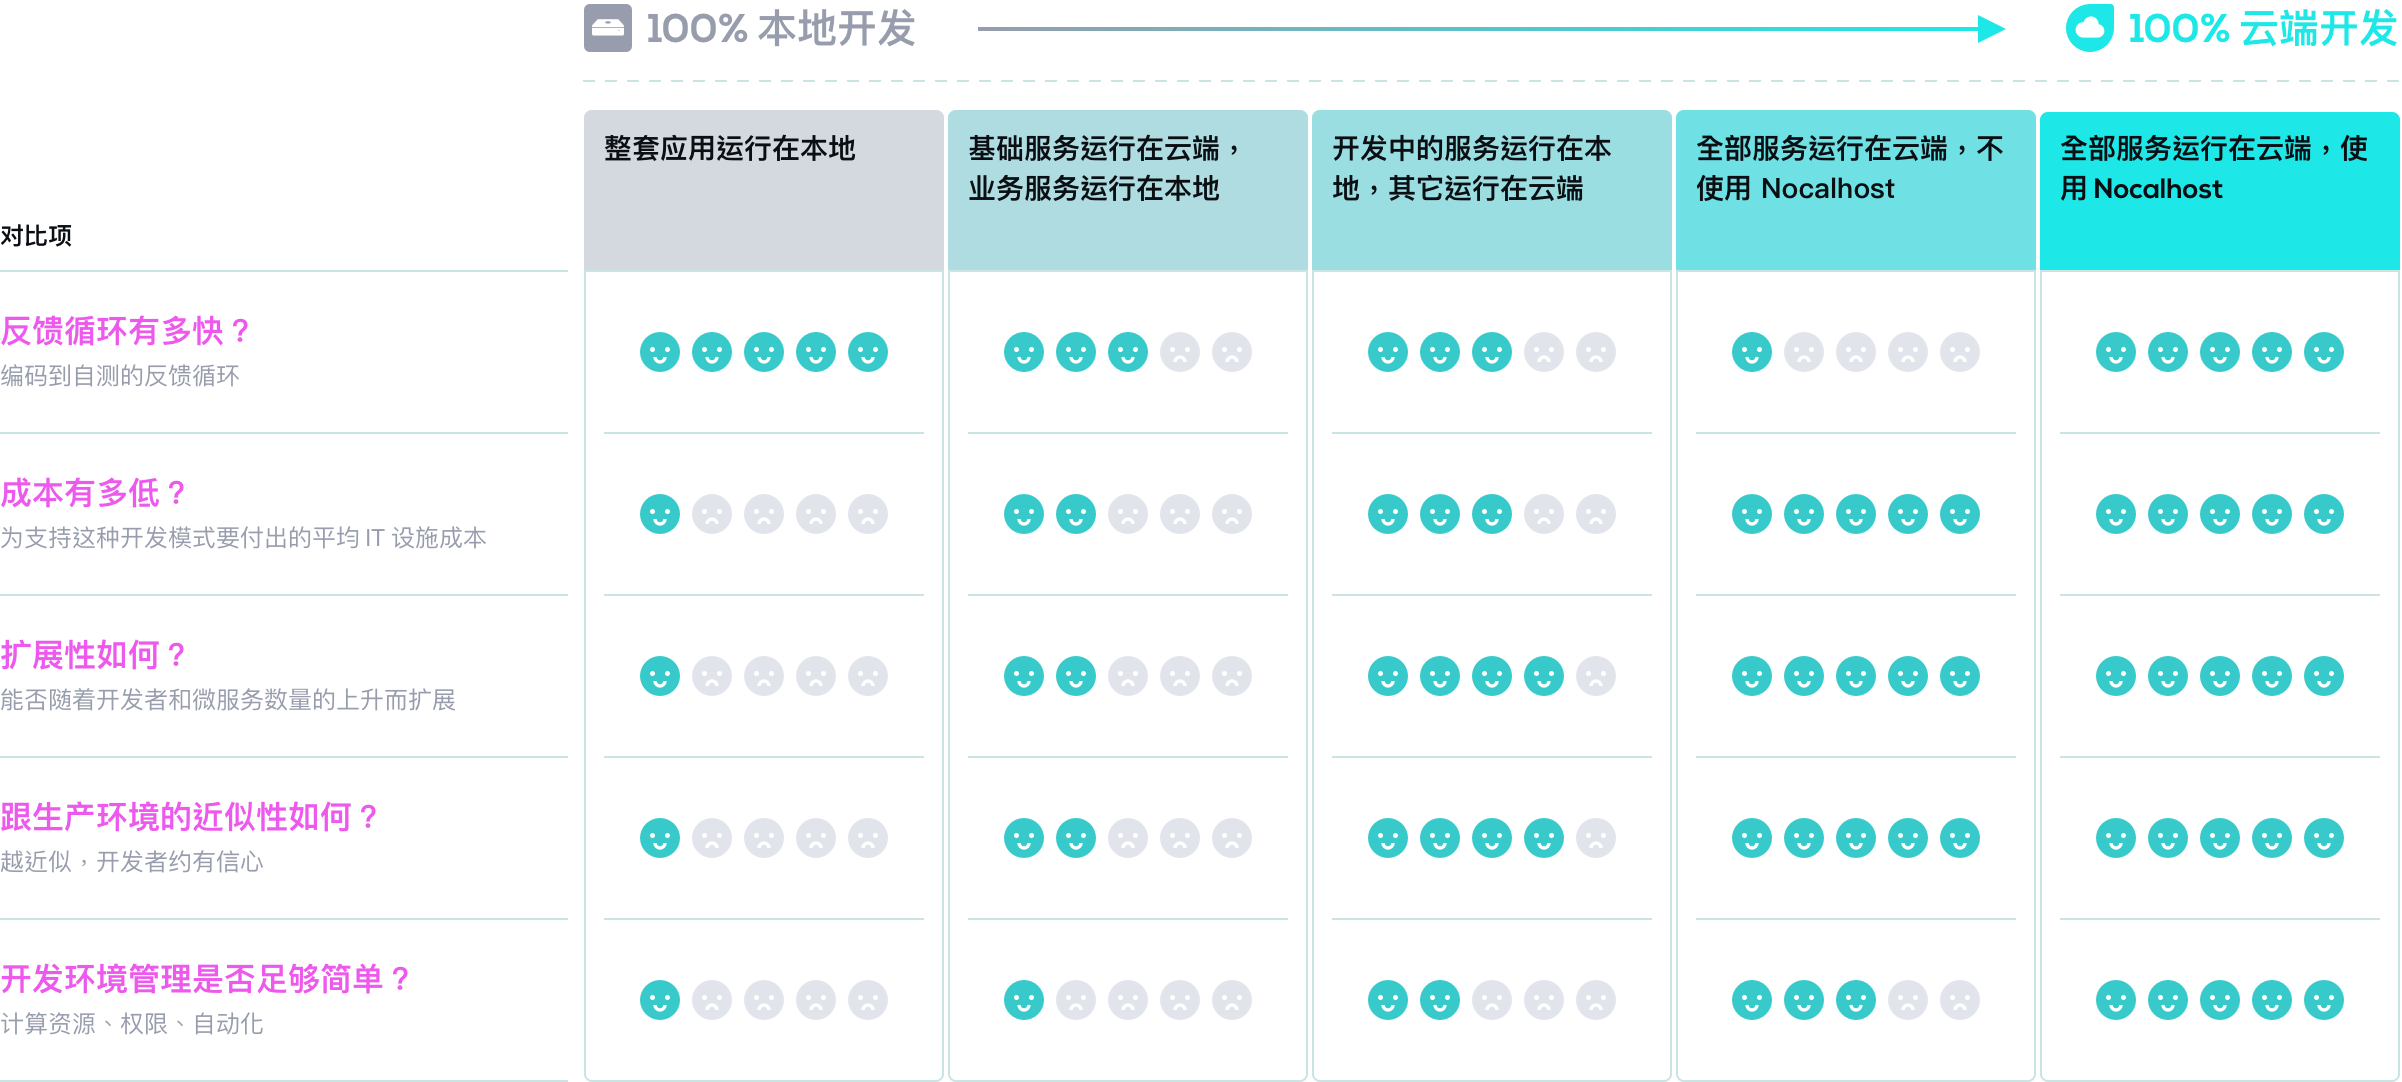 100% 本地开发
100% 云端开发
对比项
整套应用运行在本地
基础服务运行在云端，
业务服务运行在本地
开发中的服务运行在本
地，其它运行在云端
全部服务运行在云端，不
使用 Nocalhost
全部服务运行在云端，使
用 Nocalhost
反馈循环有多快？
编码到自测的反馈循环
成本有多低？
为支持这种开发模式要付出的平均 IT 设施成本
扩展性如何？
能否随着开发者和微服务数量的上升而扩展
跟生产环境的近似性如何？
越近似，开发者约有信心
开发环境管理是否足够简单？
计算资源、权限、自动化